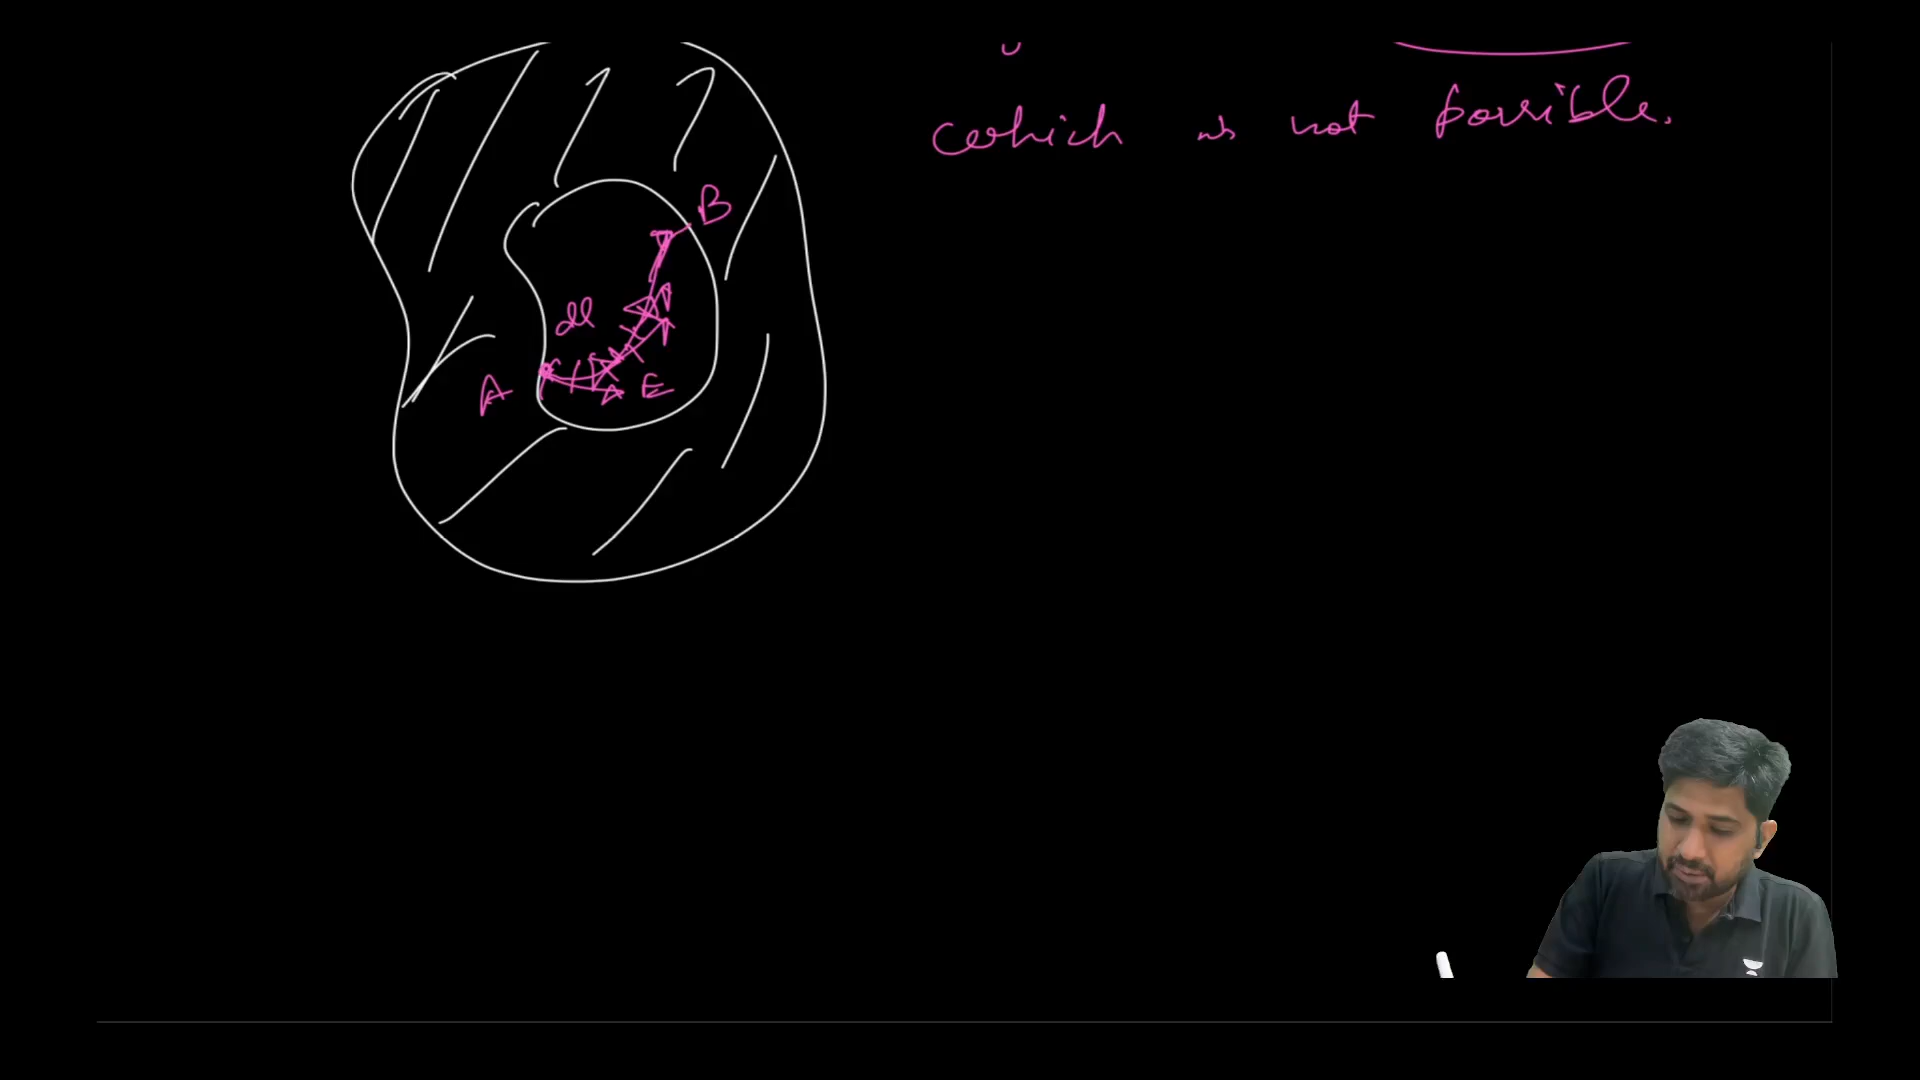 which is not possible.
B
dl
A
E